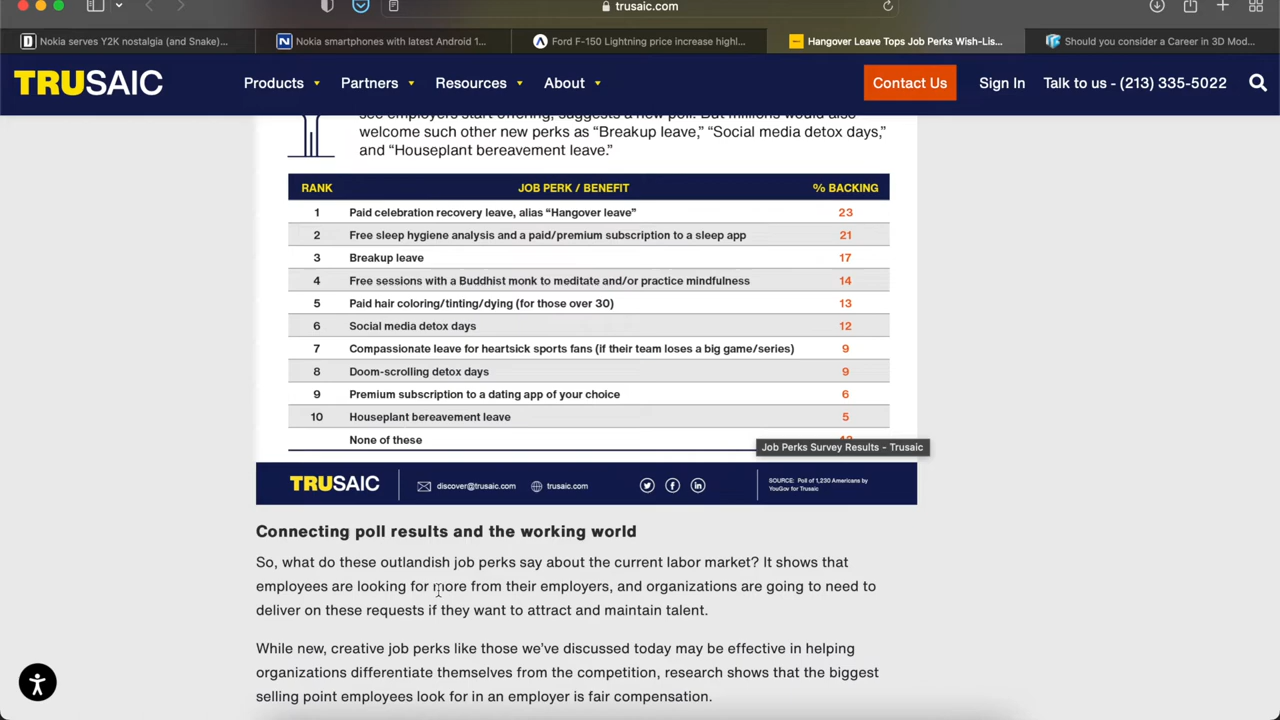 trusaic.com
Nokia serves Y2K nostalgia (and Snake)...
Nokia smartphones with latest Android 1...
Ford F-150 Lightning price increase highl...
Hangover Leave Tops Job Perks Wish-Lis...
Should you consider a Career in 3D Mod...
TRUSAIC
Products
Partners
Resources
About
Contact Us
Sign In
Talk to us - (213) 335-5022
see employers start offering, suggests a new poll. But millions would also
welcome such other new perks as “Breakup leave,” “Social media detox days,”
and “Houseplant bereavement leave.”
RANK JOB PERK / BENEFIT % BACKING
1 Paid celebration recovery leave, alias “Hangover leave” 23
2 Free sleep hygiene analysis and a paid/premium subscription to a sleep app 21
3 Breakup leave 17
4 Free sessions with a Buddhist monk to meditate and/or practice mindfulness 14
5 Paid hair coloring/tinting/dying (for those over 30) 13
6 Social media detox days 12
7 Compassionate leave for heartsick sports fans (if their team loses a big game/series) 9
8 Doom-scrolling detox days 9
9 Premium subscription to a dating app of your choice 6
10 Houseplant bereavement leave 5
None of these
Job Perks Survey Results - Trusaic
TRUSAIC
discover@trusaic.com
trusaic.com
SOURCE: Poll of 1,230 Americans by
YouGov for Trusaic
Connecting poll results and the working world
So, what do these outlandish job perks say about the current labor market? It shows that
employees are looking for more from their employers, and organizations are going to need to
deliver on these requests if they want to attract and maintain talent.
While new, creative job perks like those we’ve discussed today may be effective in helping
organizations differentiate themselves from the competition, research shows that the biggest
selling point employees look for in an employer is fair compensation.